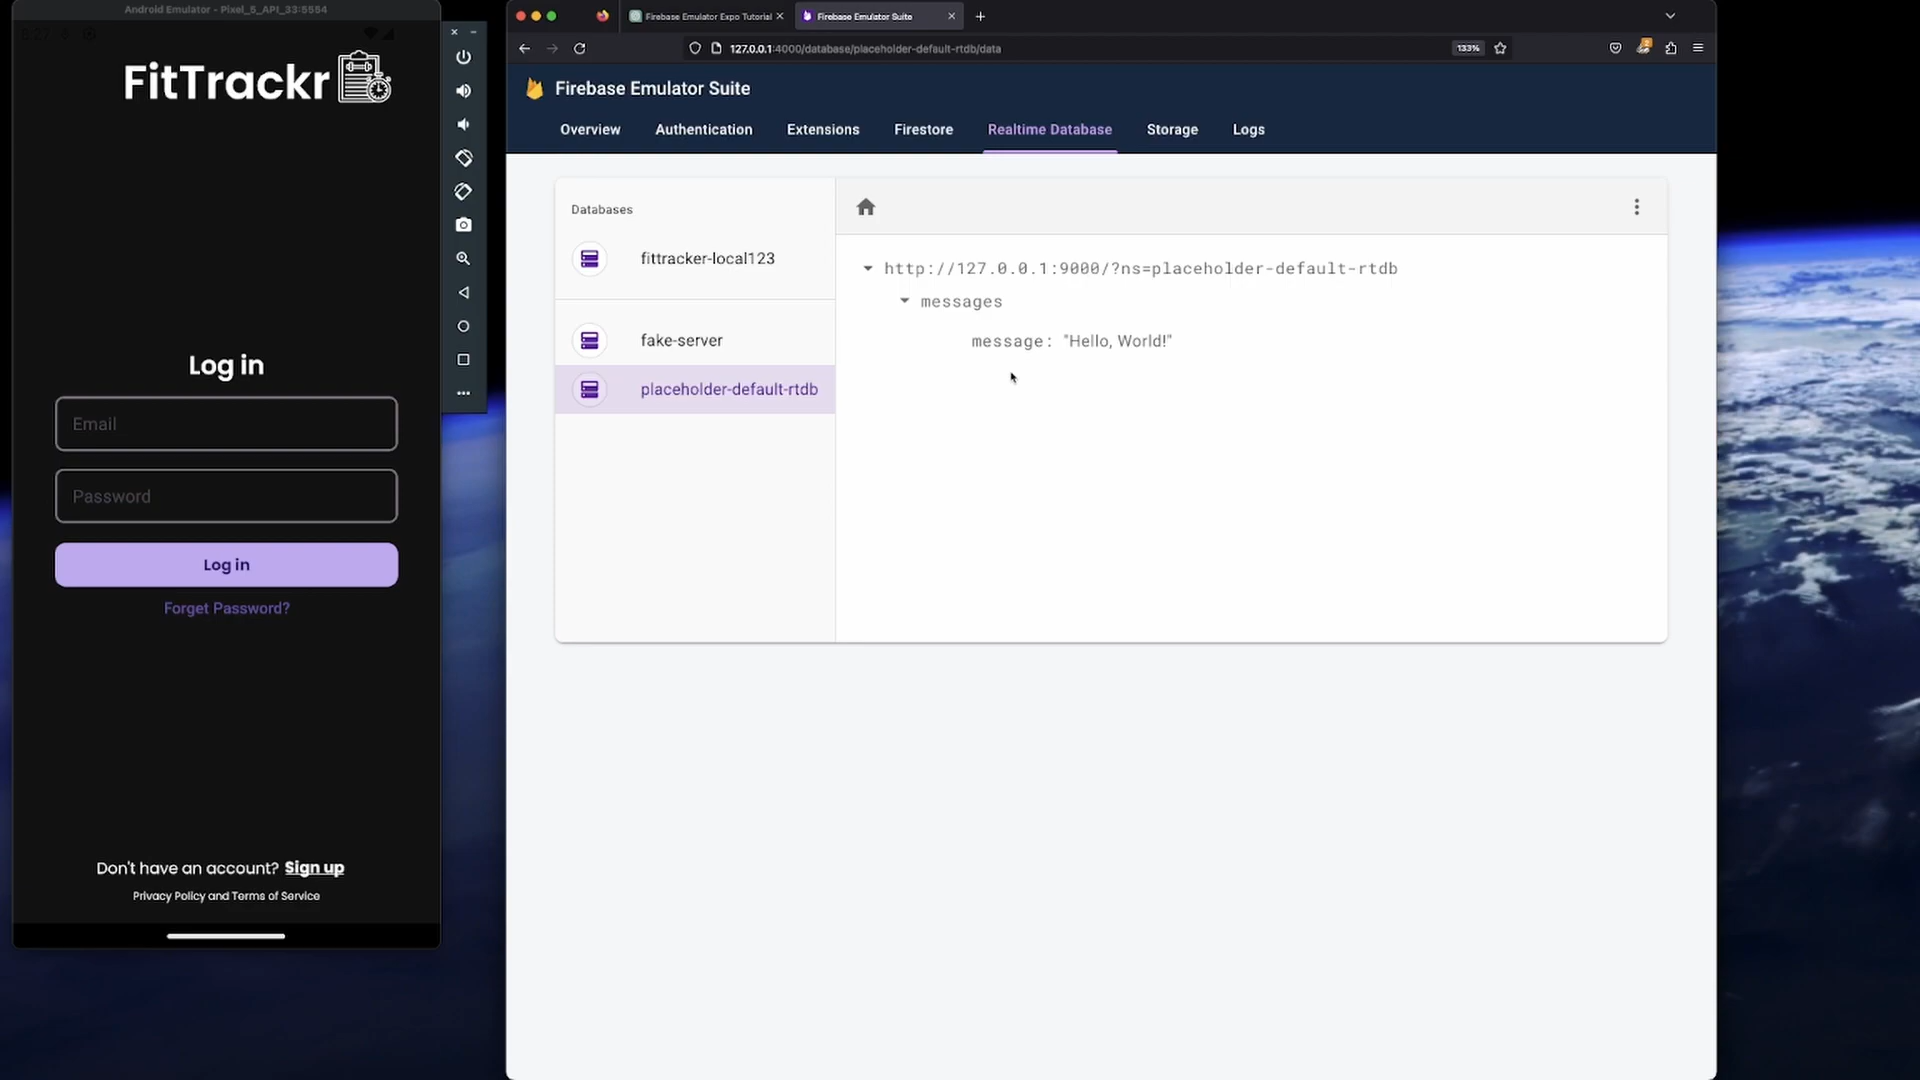 Android Emulator - Pixel_5_API_33:5554
FitTrackr
Log in
Email
Password
Log in
Forget Password?
Don't have an account? Sign up
Privacy Policy and Terms of Service
Firebase Emulator Expo Tutorial
Firebase Emulator Suite
127.0.0.1:4000/database/placeholder-default-rtdb/data
133%
Firebase Emulator Suite
Overview
Authentication
Extensions
Firestore
Realtime Database
Storage
Logs
Databases
fittracker-local123
fake-server
placeholder-default-rtdb
http://127.0.0.1:9000/?ns=placeholder-default-rtdb
messages
message: "Hello, World!"